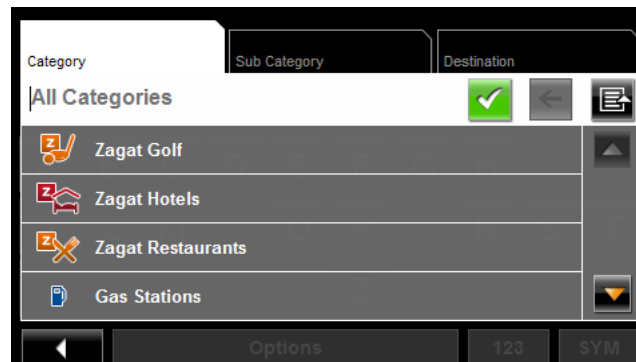 Category
Sub Category
Destination
All Categories
Z Zagat Golf
Z Zagat Hotels
Z Zagat Restaurants
Gas Stations
Options
123
SYM